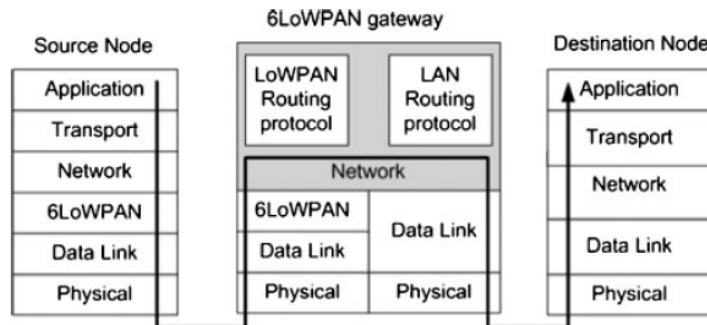 6LoWPAN gateway
Source Node
Destination Node
Application
Transport
Network
6LoWPAN
Data Link
Physical
LoWPAN
Routing
protocol
LAN
Routing
protocol
Network
6LoWPAN
Data Link
Physical
Data Link
Physical
Application
Transport
Network
Data Link
Physical